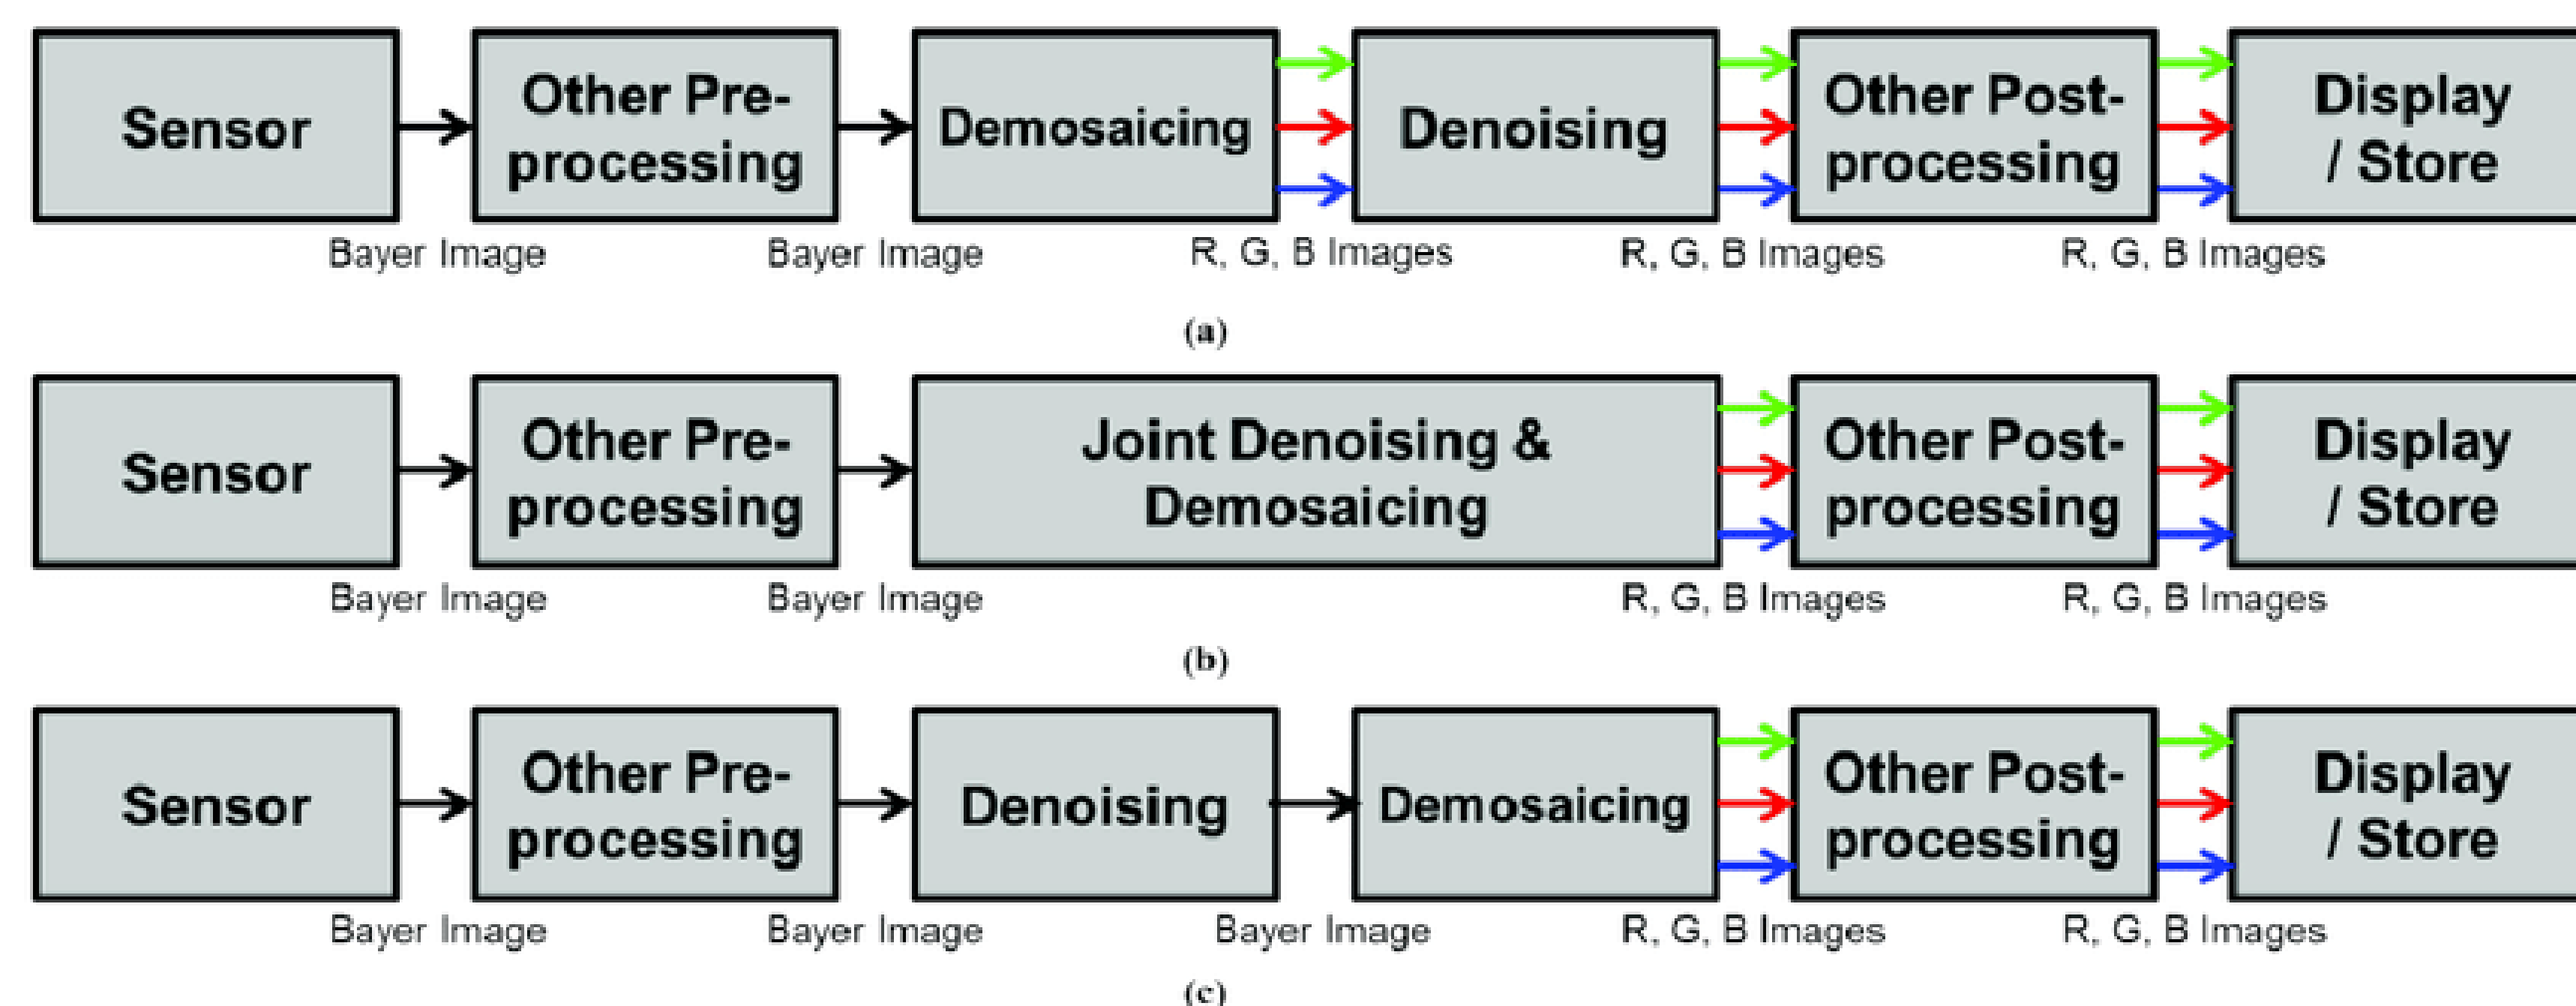 Sensor
Other Pre-
processing
Demosaicing
Denoising
Other Post-
processing
Display
/ Store
Bayer Image
Bayer Image
R, G, B Images
R, G, B Images
R, G, B Images
(a)
Sensor
Other Pre-
processing
Joint Denoising &
Demosaicing
Other Post-
processing
Display
/ Store
Bayer Image
Bayer Image
R, G, B Images
R, G, B Images
(b)
Sensor
Other Pre-
processing
Denoising
Demosaicing
Other Post-
processing
Display
/ Store
Bayer Image
Bayer Image
Bayer Image
R, G, B Images
R, G, B Images
(c)